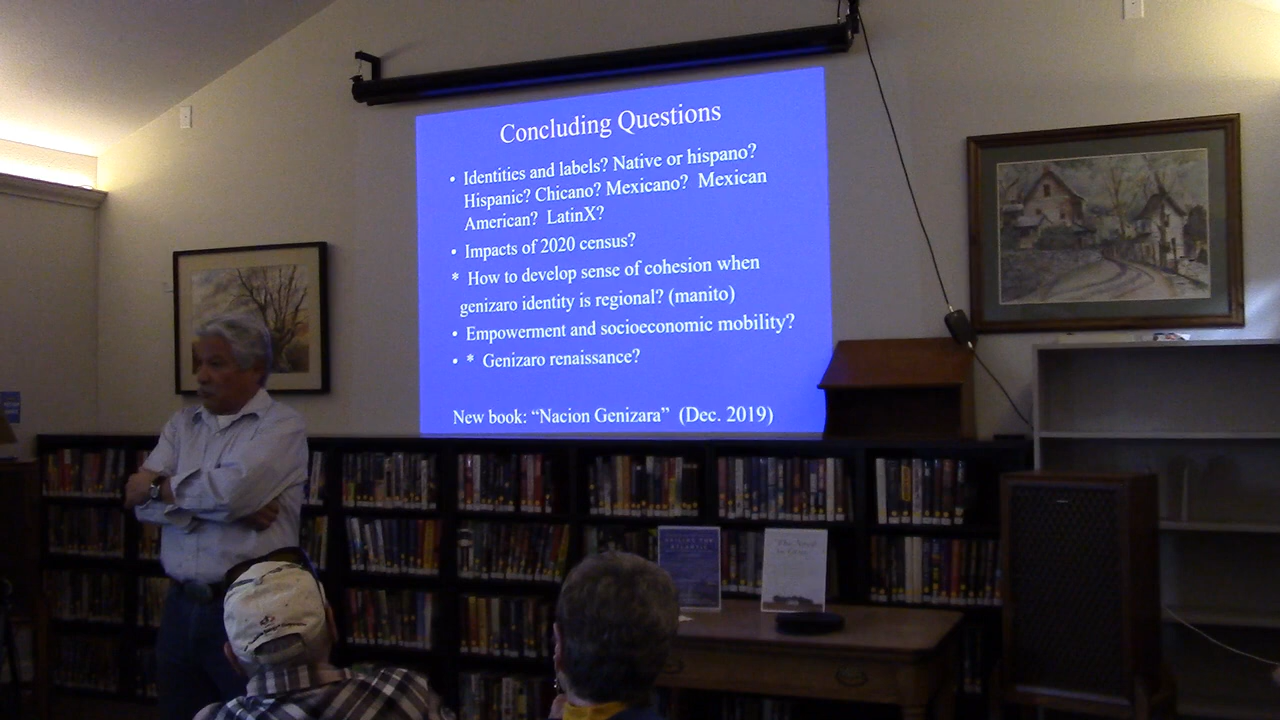 Concluding Questions
• Identities and labels? Native or hispano?
Hispanic? Chicano? Mexicano? Mexican
American? LatinX?
• Impacts of 2020 census?
* How to develop sense of cohesion when
genizaro identity is regional? (manito)
• Empowerment and socioeconomic mobility?
• * Genizaro renaissance?
New book: “Nacion Genizara” (Dec. 2019)